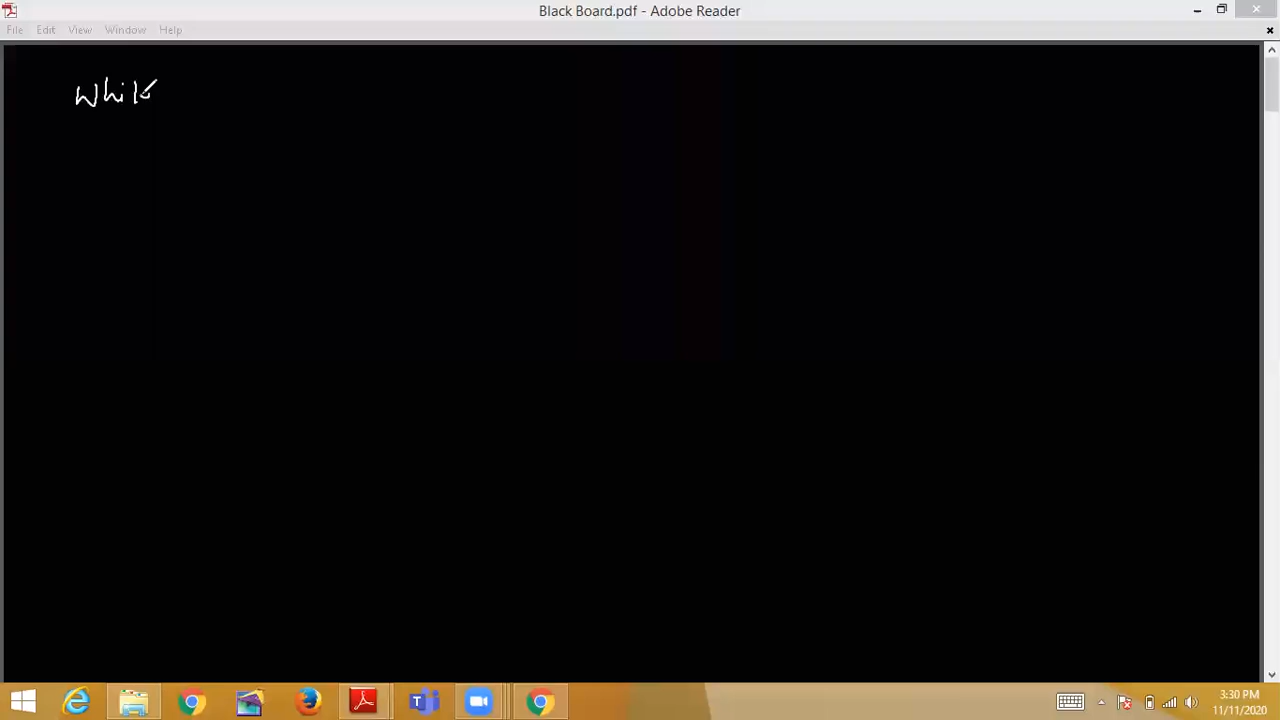 Black Board.pdf - Adobe Reader
File Edit View Window Help
While
3:30 PM
11/11/2020